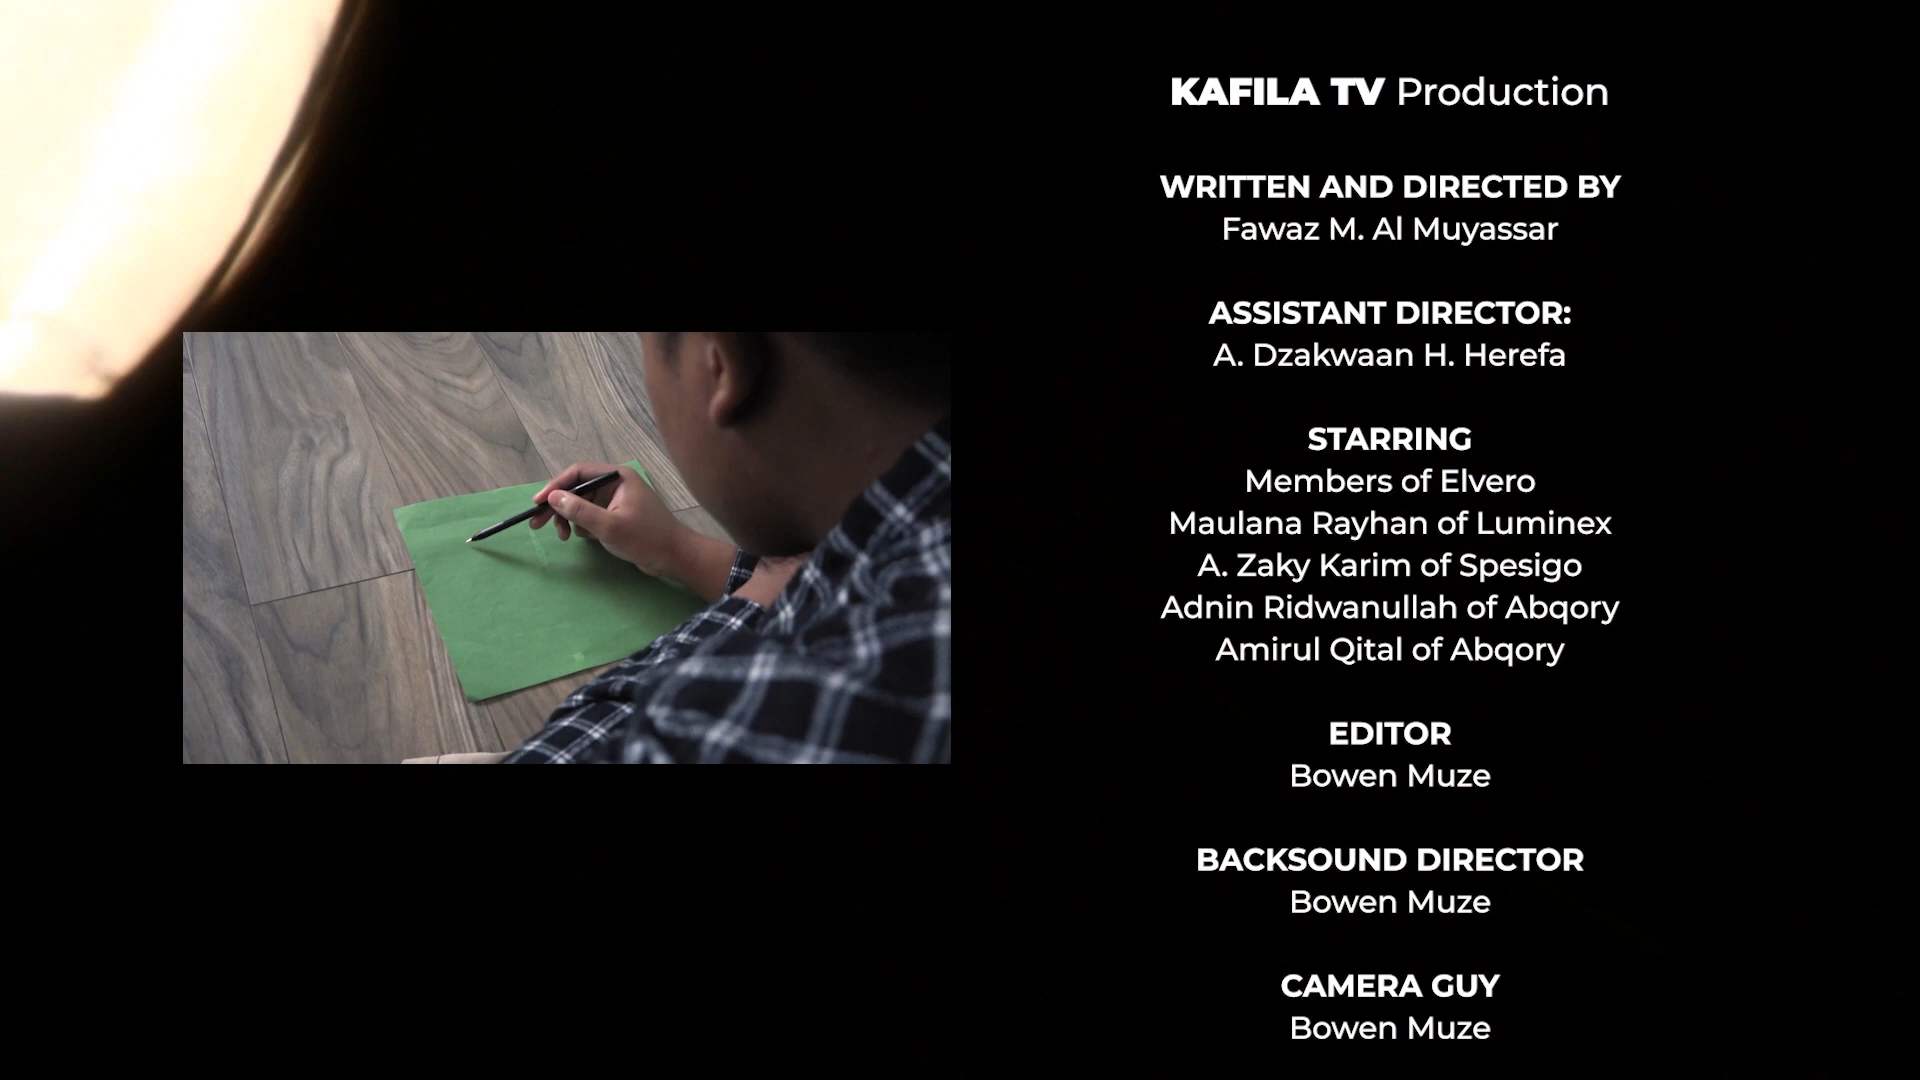 KAFILA TV Production
WRITTEN AND DIRECTED BY
Fawaz M. Al Muyassar
ASSISTANT DIRECTOR:
A. Dzakwaan H. Herefa
STARRING
Members of Elvero
Maulana Rayhan of Luminex
A. Zaky Karim of Spesigo
Adnin Ridwanullah of Abqory
Amirul Qital of Abqory
EDITOR
Bowen Muze
BACKSOUND DIRECTOR
Bowen Muze
CAMERA GUY
Bowen Muze